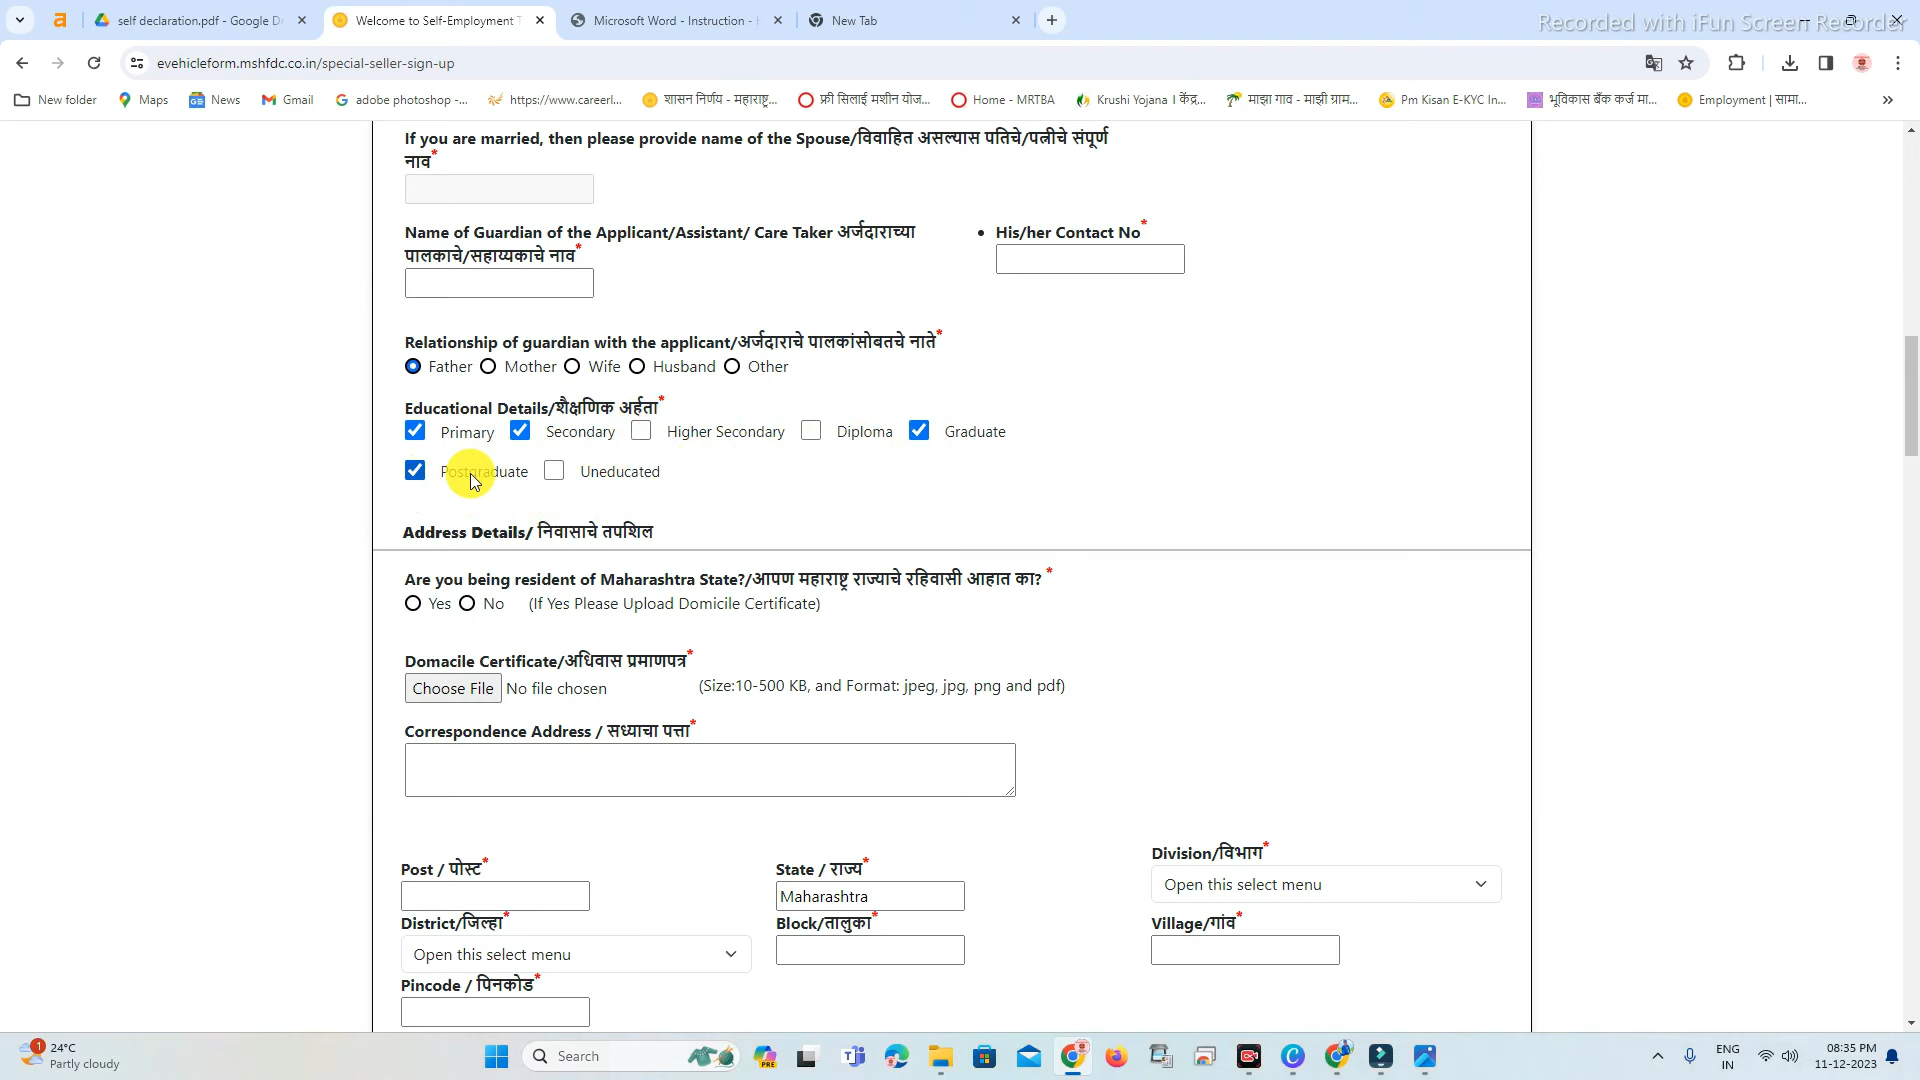 self declaration.pdf - Google Dr
Welcome to Self-Employment T
Microsoft Word - Instruction -
New Tab
Recorded with iFun Screen Recorder
evehicleform.mshfdc.co.in/special-seller-sign-up
New folder
Maps
News
Gmail
adobe photoshop -...
https://www.careerl...
शासन निर्णय - महाराष्ट्र...
फ्री सिलाई मशीन योज...
Home - MRTBA
Krushi Yojana । केंद्र...
माझा गाव - माझी ग्राम...
Pm Kisan E-KYC In...
भूविकास बँक कर्ज मा...
Employment | सामा...
If you are married, then please provide name of the Spouse/विवाहित असल्यास पतिचे/पत्नीचे संपूर्ण
नाव*
Name of Guardian of the Applicant/Assistant/ Care Taker अर्जदाराच्या
पालकाचे/सहाय्यकाचे नाव*
• His/her Contact No*
Relationship of guardian with the applicant/अर्जदाराचे पालकांसोबतचे नाते*
Father Mother Wife Husband Other
Educational Details/शैक्षणिक अर्हता*
Primary Secondary Higher Secondary Diploma Graduate
Postgraduate Uneducated
Address Details/ निवासाचे तपशिल
Are you being resident of Maharashtra State?/आपण महाराष्ट्र राज्याचे रहिवासी आहात का? *
Yes No (If Yes Please Upload Domicile Certificate)
Domacile Certificate/अधिवास प्रमाणपत्र*
Choose File No file chosen (Size:10-500 KB, and Format: jpeg, jpg, png and pdf)
Correspondence Address / सध्याचा पत्ता*
Post / पोस्ट*
State / राज्य*
Maharashtra
Division/विभाग*
Open this select menu
District/जिल्हा*
Open this select menu
Block/तालुका*
Village/गांव*
Pincode / पिनकोड*
1
24°C
Partly cloudy
Search
PRE
ENG
IN
08:35 PM
11-12-2023